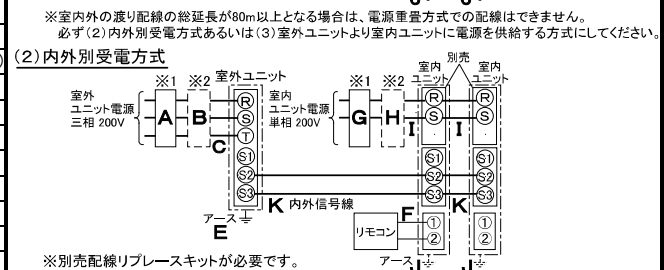 ※室内外の渡り配線の総延長が80m以上となる場合は、電源重畳方式での配線はできません。
必ず(2)内外別受電方式あるいは(3)室外ユニットより室内ユニットに電源を供給する方式にしてください。
(2)内外別受電方式
別売
※1 ※2 室外ユニット ※1 ※2 室内 室内
ユニット ユニット
室外 室内
ユニット電源 ユニット電源
三相 200V 単相 200V
A B C R S T S1 S2 S3
G H I R S S1 S2 S3 I R S S1 S2 S3
K 内外信号線 K
アース
E
リモコン F ① ② ① ②
アース J J
※別売配線リプレースキットが必要です。